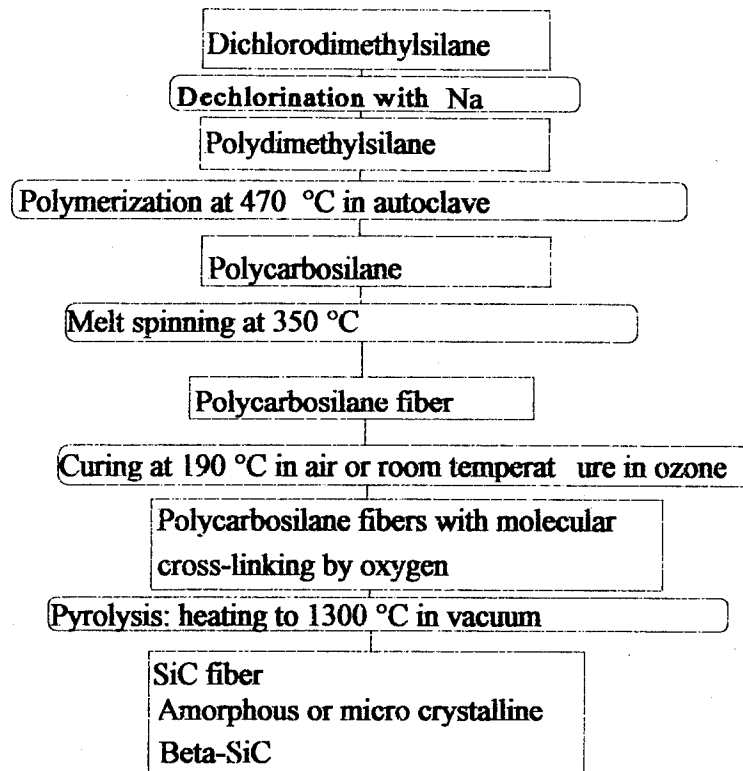 Dichlorodimethylsilane
Dechlorination with Na
Polydimethylsilane
Polymerization at 470 °C in autoclave
Polycarbosilane
Melt spinning at 350 °C
Polycarbosilane fiber
Curing at 190 °C in air or room temperat ure in ozone
Polycarbosilane fibers with molecular
cross-linking by oxygen
Pyrolysis: heating to 1300 °C in vacuum
SiC fiber
Amorphous or micro crystalline
Beta-SiC